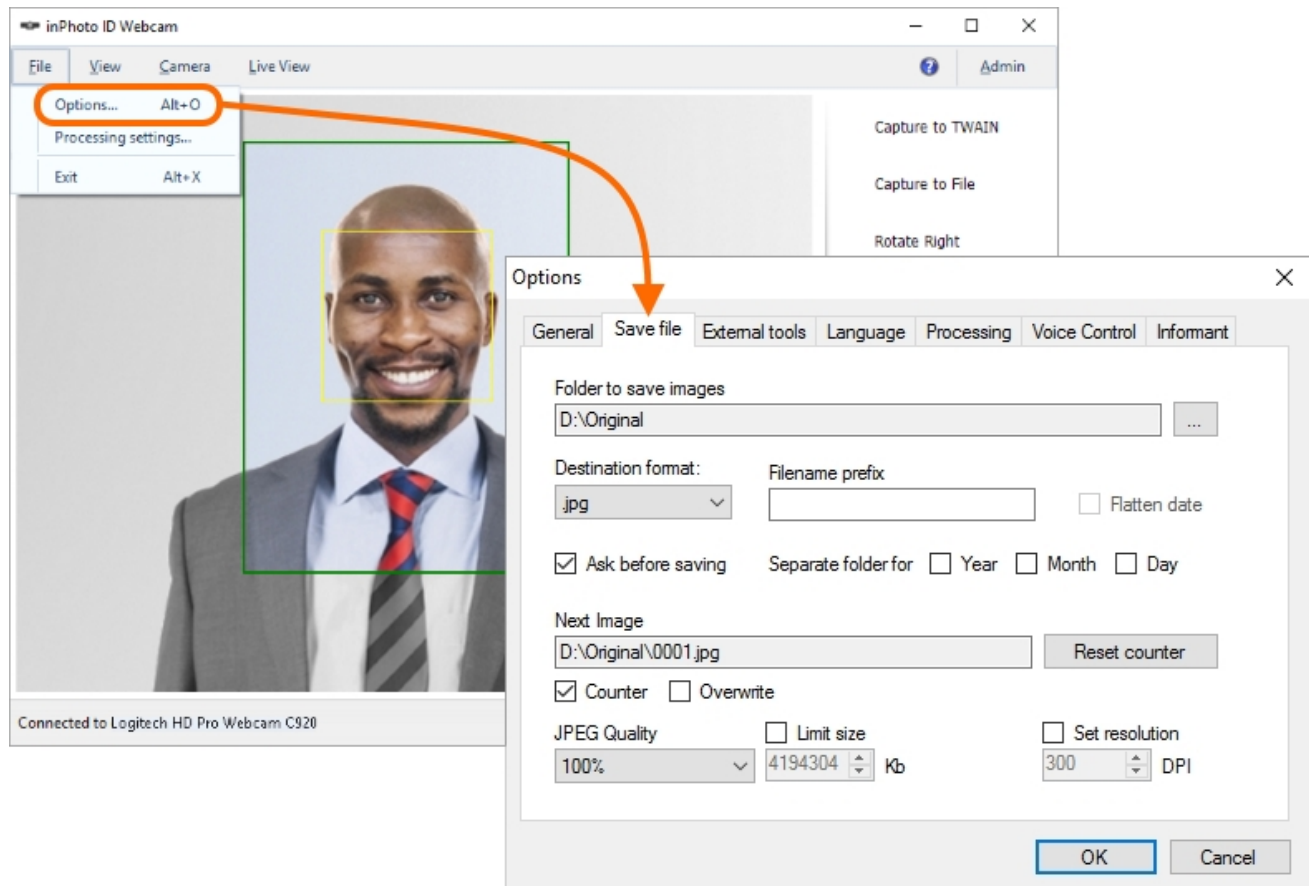 inPhoto ID Webcam
File View Camera Live View ? Admin
Options... Alt+O
Processing settings...
Exit Alt+X
Capture to TWAIN
Capture to File
Rotate Right
Options
General Save file External tools Language Processing Voice Control Informant
Folder to save images
D:\Original ...
Destination format: Filename prefix
.jpg Flatten date
Ask before saving Separate folder for Year Month Day
Next Image
D:\Original\0001.jpg Reset counter
Counter Overwrite
JPEG Quality Limit size Set resolution
100% 4194304 Kb 300 DPI
OK Cancel
Connected to Logitech HD Pro Webcam C920